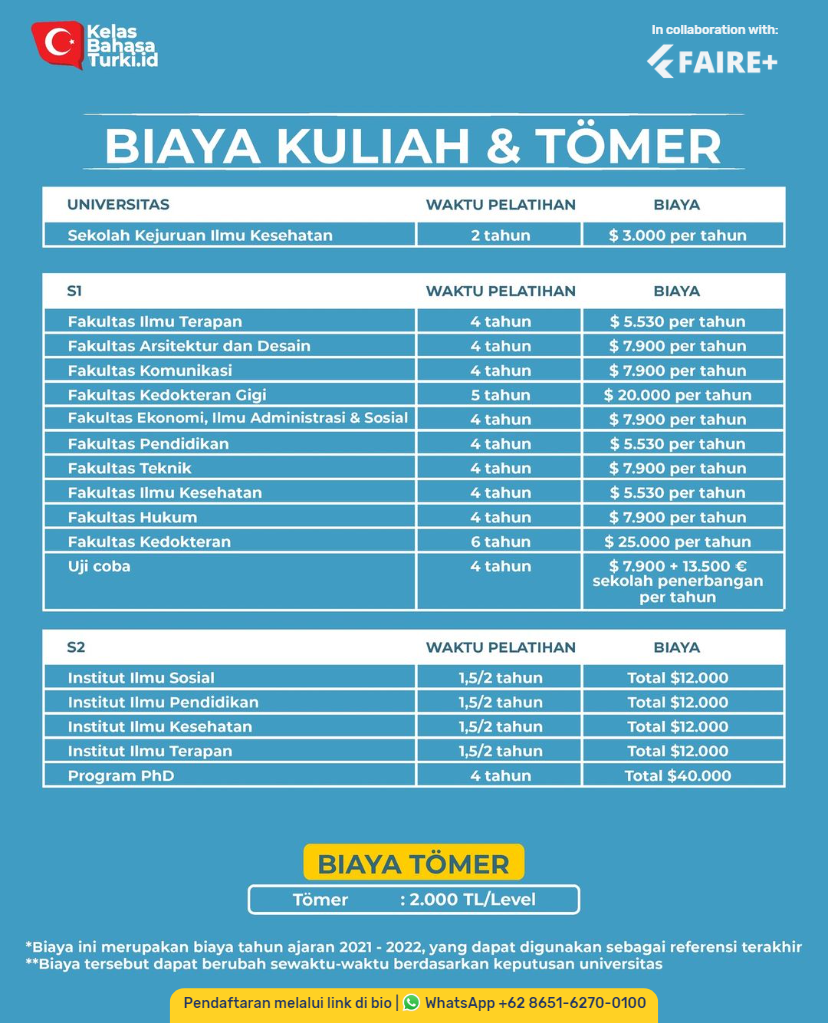 Kelas
Bahasa
Turki.id
In collaboration with:
FAIRE+
BIAYA KULIAH & TÖMER
UNIVERSITAS WAKTU PELATIHAN BIAYA
Sekolah Kejuruan Ilmu Kesehatan 2 tahun $ 3.000 per tahun
S1 WAKTU PELATIHAN BIAYA
Fakultas Ilmu Terapan 4 tahun $ 5.530 per tahun
Fakultas Arsitektur dan Desain 4 tahun $ 7.900 per tahun
Fakultas Komunikasi 4 tahun $ 7.900 per tahun
Fakultas Kedokteran Gigi 5 tahun $ 20.000 per tahun
Fakultas Ekonomi, Ilmu Administrasi & Sosial 4 tahun $ 7.900 per tahun
Fakultas Pendidikan 4 tahun $ 5.530 per tahun
Fakultas Teknik 4 tahun $ 7.900 per tahun
Fakultas Ilmu Kesehatan 4 tahun $ 5.530 per tahun
Fakultas Hukum 4 tahun $ 7.900 per tahun
Fakultas Kedokteran 6 tahun $ 25.000 per tahun
Uji coba 4 tahun $ 7.900 + 13.500 €
sekolah penerbangan
per tahun
S2 WAKTU PELATIHAN BIAYA
Institut Ilmu Sosial 1,5/2 tahun Total $12.000
Institut Ilmu Pendidikan 1,5/2 tahun Total $12.000
Institut Ilmu Kesehatan 1,5/2 tahun Total $12.000
Institut Ilmu Terapan 1,5/2 tahun Total $12.000
Program PhD 4 tahun Total $40.000
BIAYA TÖMER
Tömer : 2.000 TL/Level
*Biaya ini merupakan biaya tahun ajaran 2021 - 2022, yang dapat digunakan sebagai referensi terakhir
**Biaya tersebut dapat berubah sewaktu-waktu berdasarkan keputusan universitas
Pendaftaran melalui link di bio | WhatsApp +62 8651-6270-0100